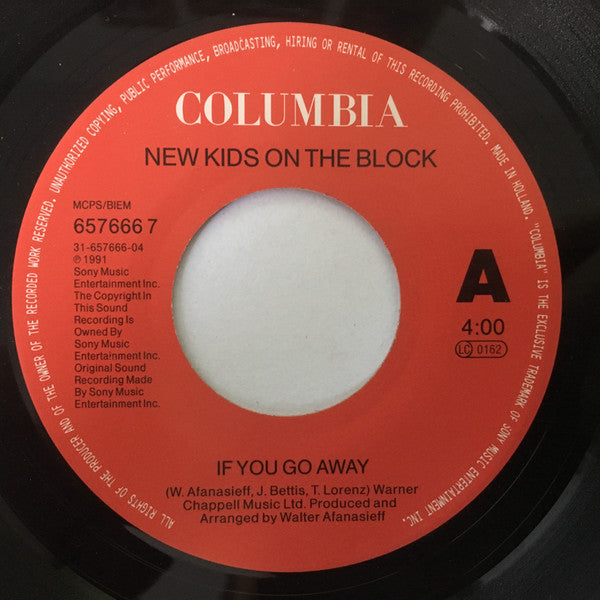 ALL RIGHTS OF THE PRODUCER AND OF THE OWNER OF THE RECORDED WORK RESERVED. UNAUTHORIZED COPYING, PUBLIC PERFORMANCE, BROADCASTING, HIRING OR RENTAL OF THIS RECORDING PROHIBITED. MADE IN HOLLAND. "COLUMBIA" IS THE EXCLUSIVE TRADEMARK OF SONY MUSIC ENTERTAINMENT INC.
COLUMBIA
NEW KIDS ON THE BLOCK
MCPS/BIEM
657666 7
31-657666-04
℗ 1991
Sony Music
Entertainment Inc.
The Copyright In
This Sound
Recording Is
Owned By
Sony Music
Entertainment Inc.
Original Sound
Recording Made
By Sony Music
Entertainment Inc.
A
4:00
LC 0162
IF YOU GO AWAY
(W. Afanasieff, J. Bettis, T. Lorenz) Warner
Chappell Music Ltd. Produced and
Arranged by Walter Afanasieff